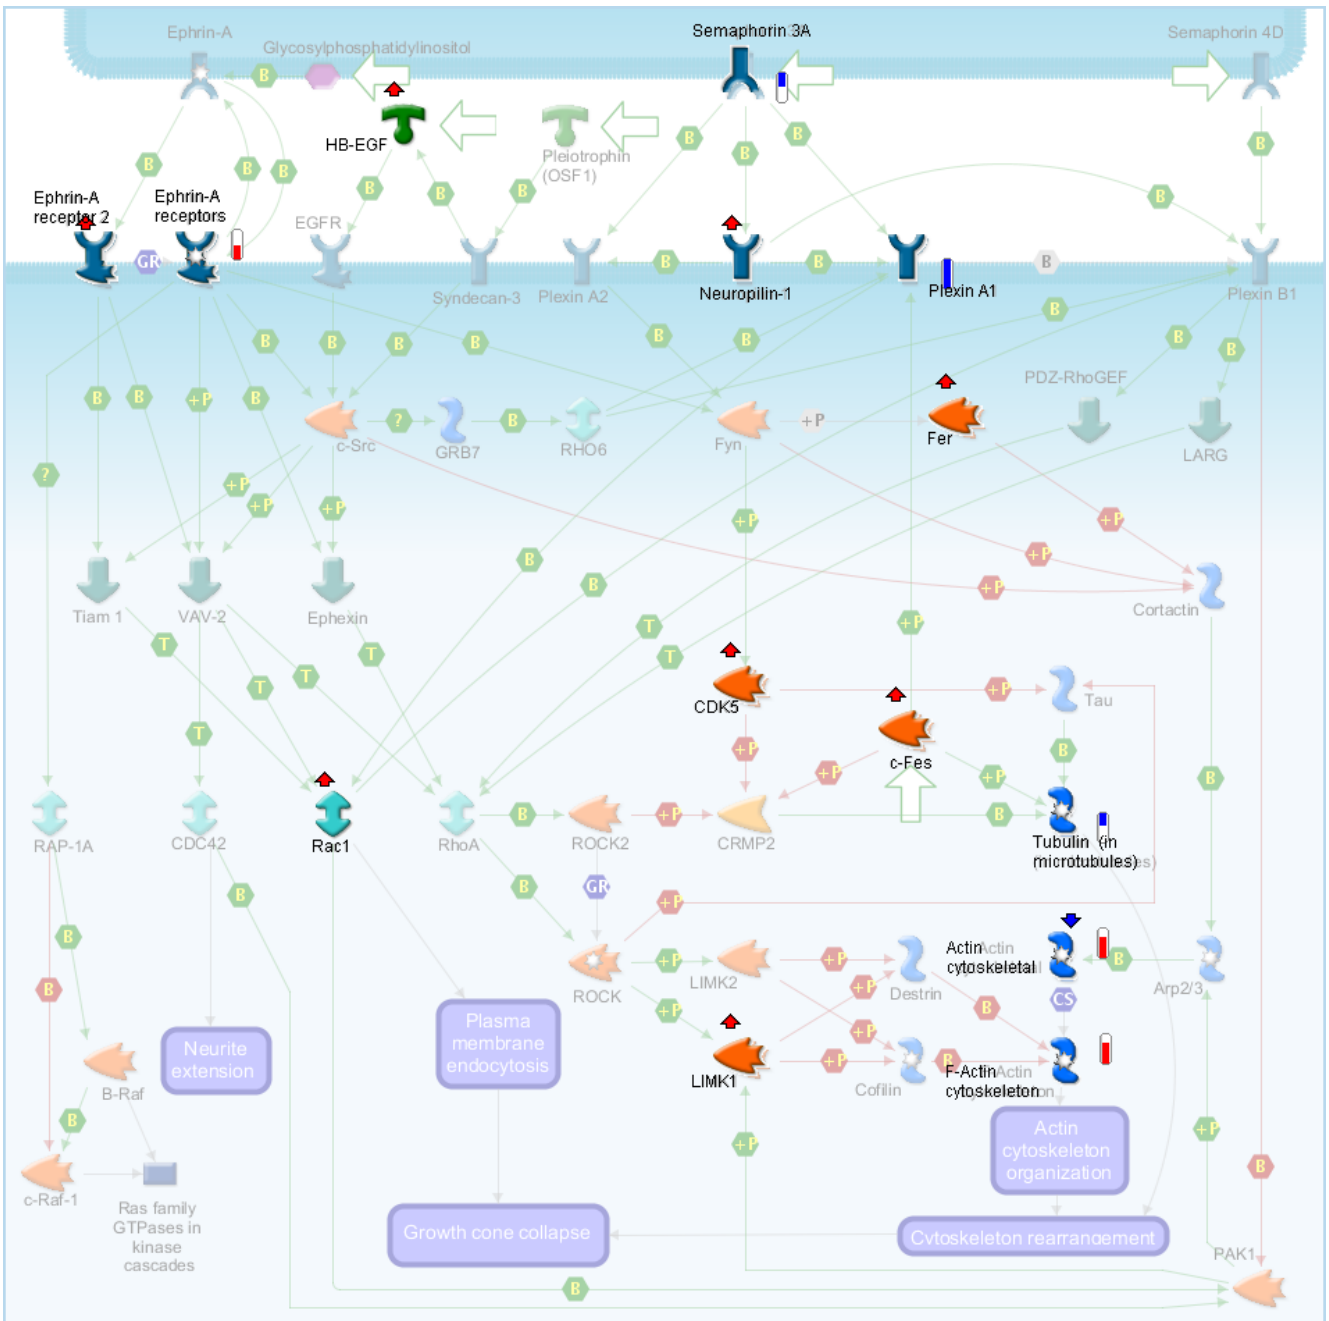 Ephrin-A
Glycosylphosphatidylinositol
Semaphorin 3A
Semaphorin 4D
B
HB-EGF
Pleiotrophin
(OSF1)
B
B
B
B
B
B
B
B
B
B
B
Ephrin-A
receptor 2
Ephrin-A
receptors
EGFR
GR
B
B
B
Syndecan-3
Plexin A2
Neuropilin-1
Plexin A1
Plexin B1
B
B
B
B
B
B
B
B
B
PDZ-RhoGEF
B
B
+P
B
c-Src
?
GRB7
B
RHO6
Fyn
+P
Fer
LARG
?
+P
+P
+P
+P
+P
+P
+P
B
B
Tiam 1
VAV-2
Ephexin
Cortactin
+P
T
T
T
T
T
T
T
CDK5
+P
Tau
+P
c-Fes
B
+P
+P
B
RAP-1A
CDC42
Rac1
RhoA
B
ROCK2
+P
CRMP2
B
Tubulin (in
microtubules)
B
B
GR
+P
B
B
ROCK
+P
LIMK2
+P
Destrin
Actin
cytoskeletal
B
Arp2/3
+P
+P
+P
CS
B
Neurite
extension
Plasma
membrane
endocytosis
LIMK1
+P
Cofilin
B
F-Actin
cytoskeleton
B-Raf
B
+P
Actin
cytoskeleton
organization
+P
B
c-Raf-1
Ras family
GTPases in
kinase
cascades
Growth cone collapse
Cytoskeleton rearrangement
PAK1
B